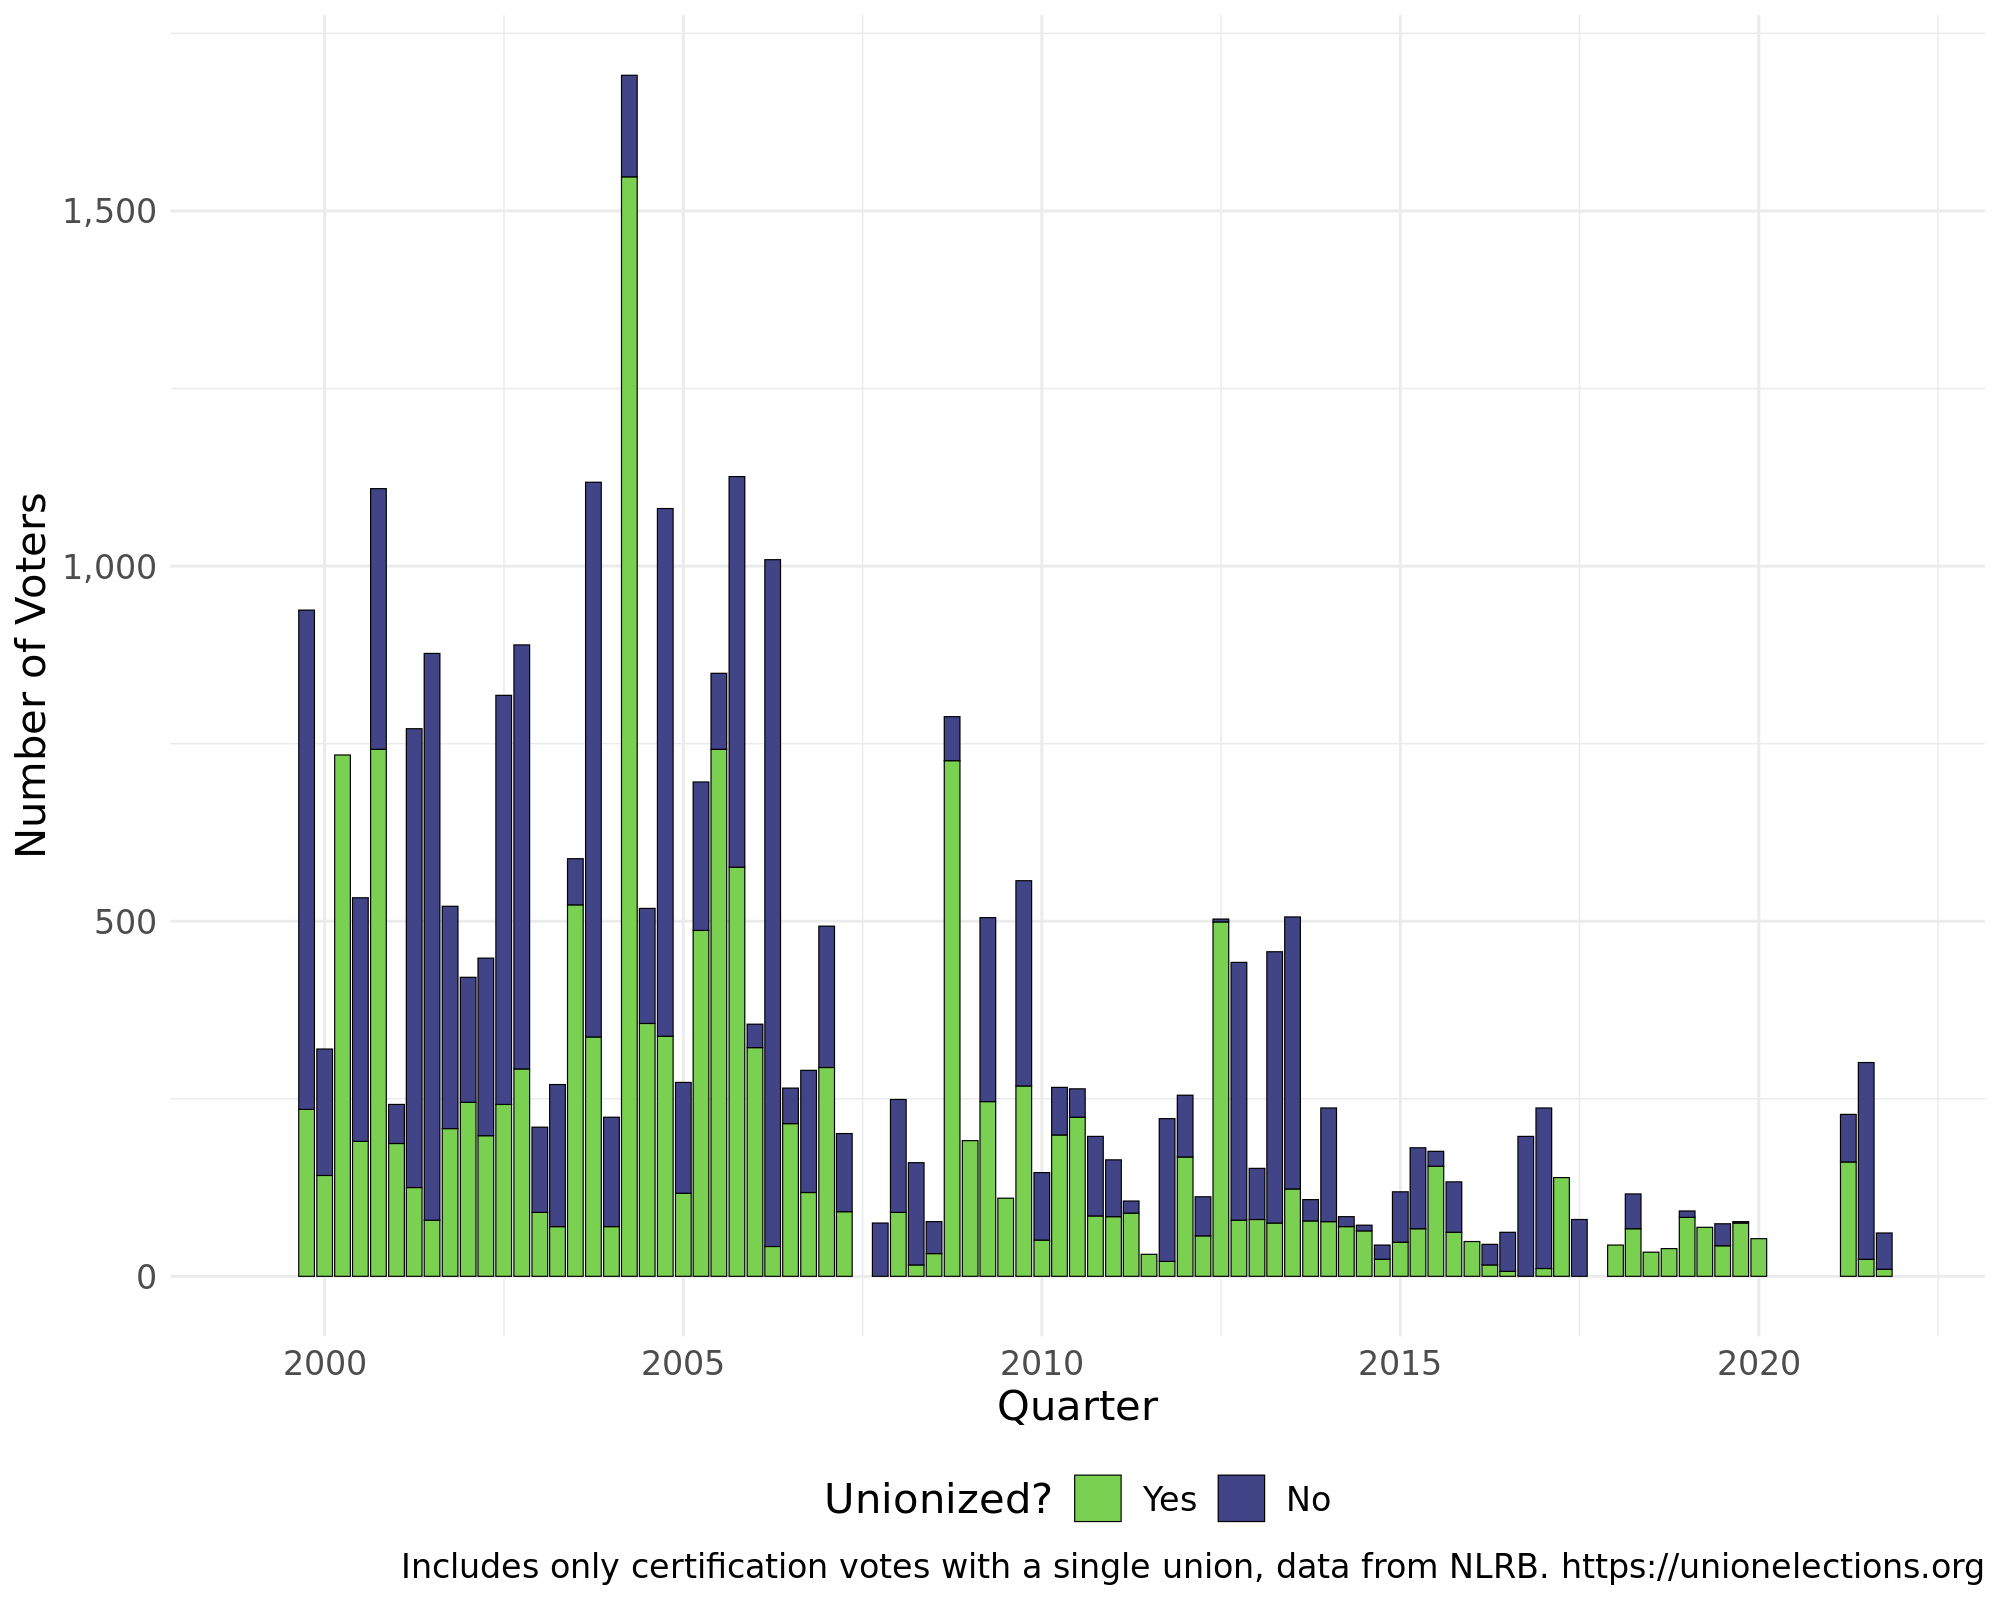 1,500
1,000
500
0
Number of Voters
2000 2005 2010 2015 2020
Quarter
Unionized? Yes No
Includes only certification votes with a single union, data from NLRB. https://unionelections.org